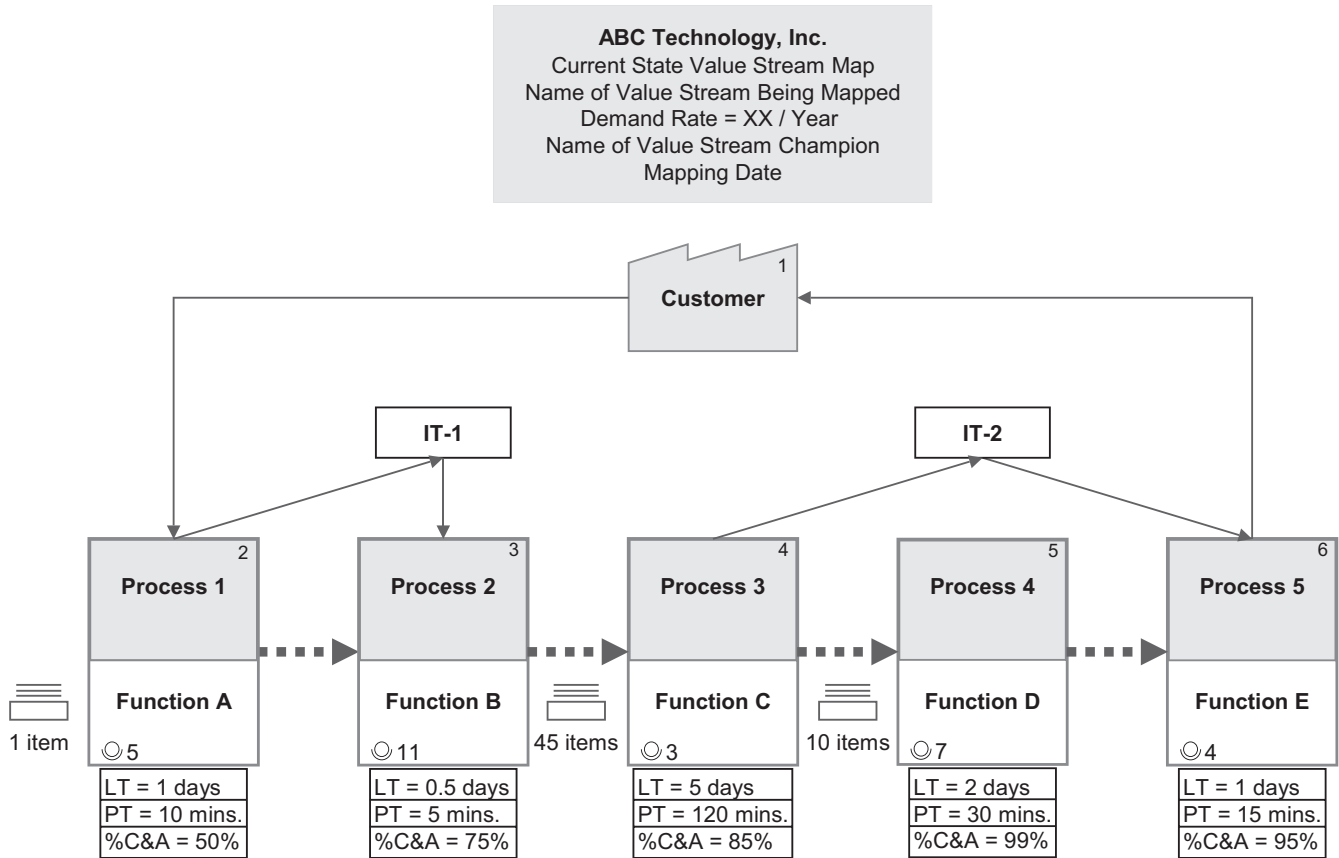 ABC Technology, Inc.
Current State Value Stream Map
Name of Value Stream Being Mapped
Demand Rate = XX / Year
Name of Value Stream Champion
Mapping Date
1
Customer
IT-1
IT-2
2
Process 1
Function A
5
3
Process 2
Function B
11
4
Process 3
Function C
3
5
Process 4
Function D
7
6
Process 5
Function E
4
1 item
45 items
10 items
LT = 1 days
PT = 10 mins.
%C&A = 50%
LT = 0.5 days
PT = 5 mins.
%C&A = 75%
LT = 5 days
PT = 120 mins.
%C&A = 85%
LT = 2 days
PT = 30 mins.
%C&A = 99%
LT = 1 days
PT = 15 mins.
%C&A = 95%